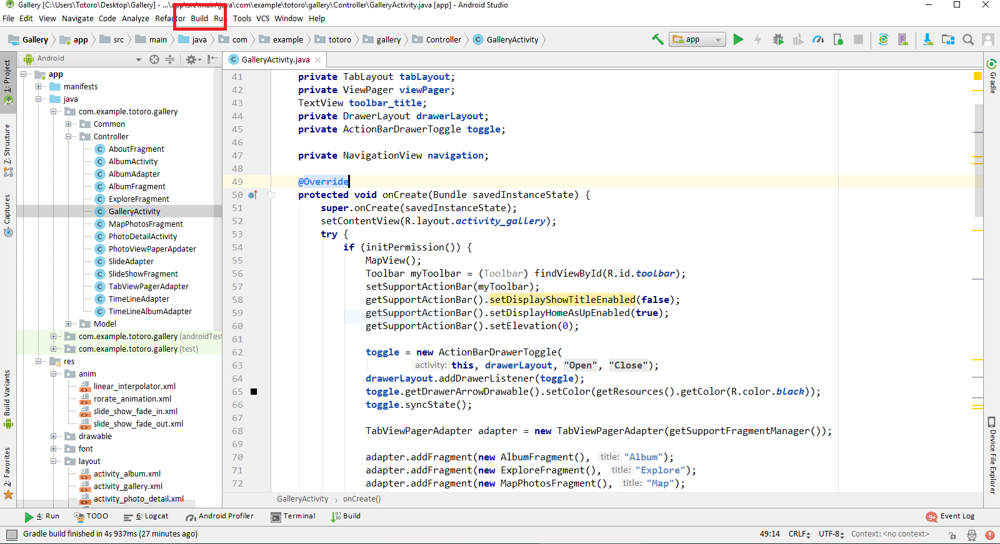 Gallery [C:\Users\Totoro\Desktop\Gallery] - ...\app\src\main\java\com\example\totoro\gallery\Controller\GalleryActivity.java [app] - Android Studio
File Edit View Navigate Code Analyze Refactor Build Run Tools VCS Window Help
Gallery app src main java com example totoro gallery Controller GalleryActivity
app
Android
GalleryActivity.java
1: Project
7: Structure
Captures
Build Variants
2: Favorites
app
manifests
java
com.example.totoro.gallery
Common
Controller
AboutFragment
AlbumActivity
AlbumAdapter
AlbumFragment
ExploreFragment
GalleryActivity
MapPhotosFragment
PhotoDetailActivity
PhotoViewPaperApdater
SlideAdapter
SlideShowFragment
TabViewPagerAdapter
TimeLineAdapter
TimeLineAlbumAdapter
Model
com.example.totoro.gallery (androidTest
com.example.totoro.gallery (test)
res
anim
linear_interpolator.xml
rorate_animation.xml
slide_show_fade_in.xml
slide_show_fade_out.xml
drawable
font
layout
activity_album.xml
activity_gallery.xml
activity_photo_detail.xml
41 private TabLayout tabLayout;
42 private ViewPager viewPager;
43 TextView toolbar_title;
44 private DrawerLayout drawerLayout;
45 private ActionBarDrawerToggle toggle;
46
47 private NavigationView navigation;
48
49 @Override
50 protected void onCreate(Bundle savedInstanceState) {
51 super.onCreate(savedInstanceState);
52 setContentView(R.layout.activity_gallery);
53 try {
54 if (initPermission()) {
55 MapView();
56 Toolbar myToolbar = (Toolbar) findViewById(R.id.toolbar);
57 setSupportActionBar(myToolbar);
58 getSupportActionBar().setDisplayShowTitleEnabled(false);
59 getSupportActionBar().setDisplayHomeAsUpEnabled(true);
60 getSupportActionBar().setElevation(0);
61
62 toggle = new ActionBarDrawerToggle(
63 activity: this, drawerLayout, "Open", "Close");
64 drawerLayout.addDrawerListener(toggle);
65 toggle.getDrawerArrowDrawable().setColor(getResources().getColor(R.color.black));
66 toggle.syncState();
67
68 TabViewPagerAdapter adapter = new TabViewPagerAdapter(getSupportFragmentManager());
69
70 adapter.addFragment(new AlbumFragment(), title: "Album");
71 adapter.addFragment(new ExploreFragment(), title: "Explore");
72 adapter.addFragment(new MapPhotosFragment(), title: "Map");
GalleryActivity › onCreate()
Gradle
Device File Explorer
4: Run TODO 6: Logcat Android Profiler Terminal Build 9+ Event Log
Gradle build finished in 4s 937ms (27 minutes ago) 49:14 CRLF UTF-8 Context: <no context>